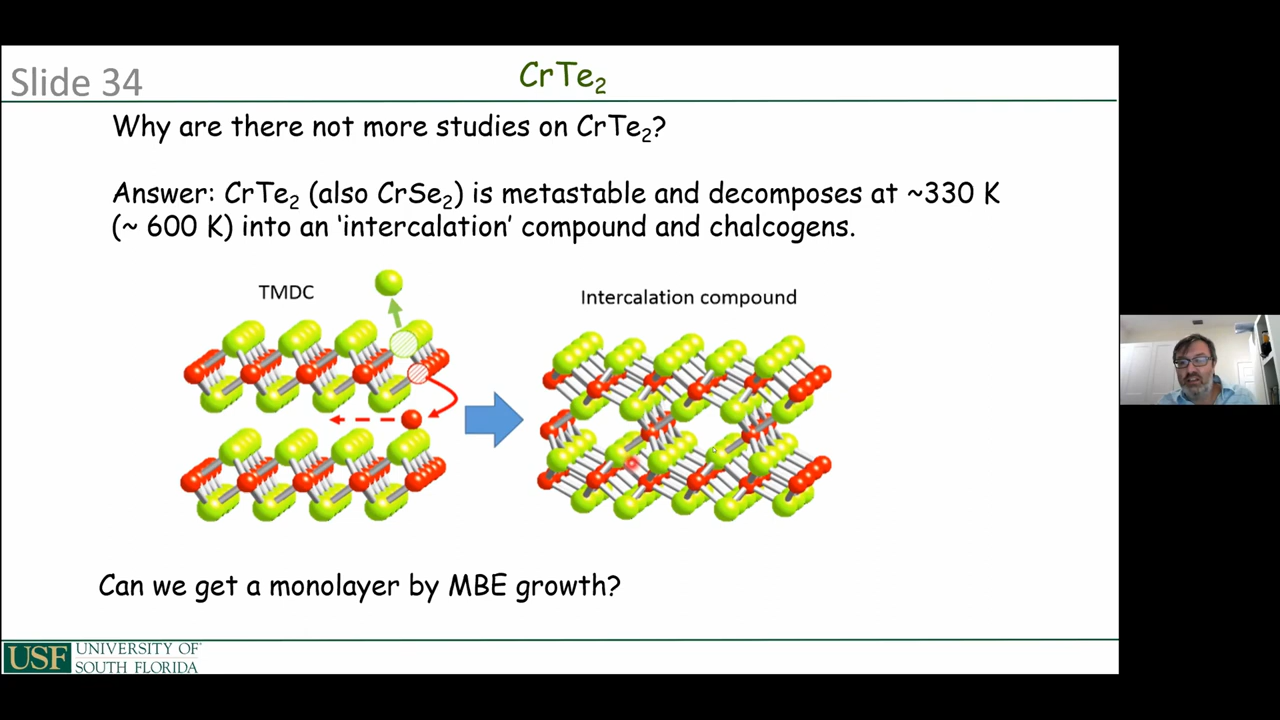 Slide 34
CrTe₂
Why are there not more studies on CrTe₂?
Answer: CrTe₂ (also CrSe₂) is metastable and decomposes at ~330 K
(~ 600 K) into an ‘intercalation’ compound and chalcogens.
TMDC
Intercalation compound
Can we get a monolayer by MBE growth?
USF
UNIVERSITY OF
SOUTH FLORIDA